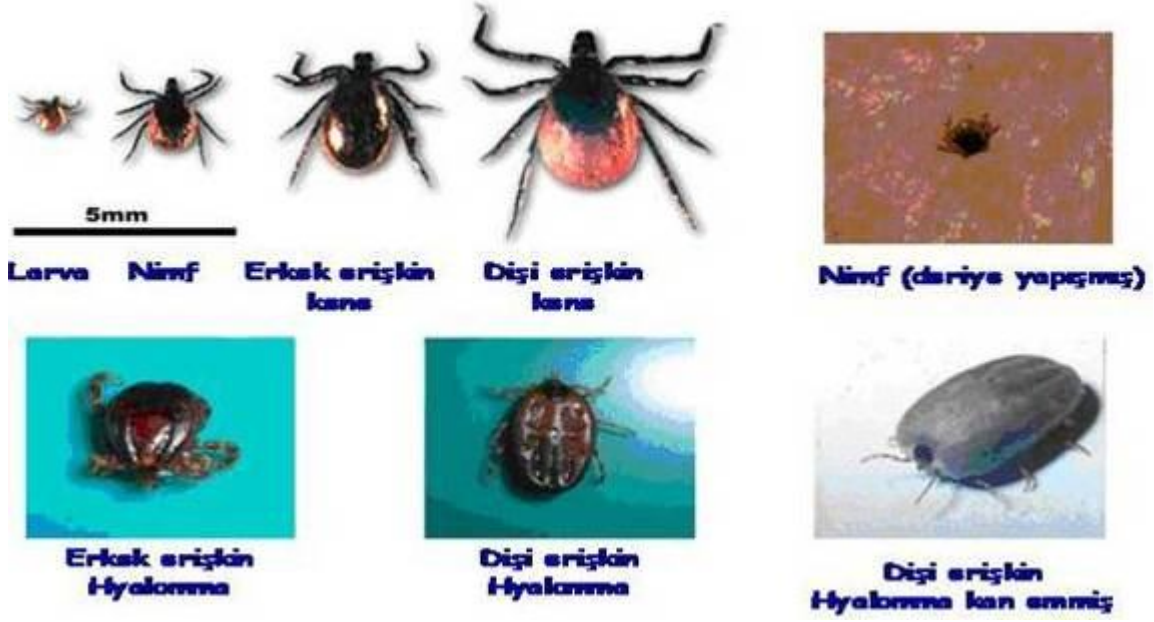 5mm
Larva Nimf Erkek erişkin kene Dişi erişkin kene
Nimf (deriye yapışmış)
Erkek erişkin
Hyalomma
Dişi erişkin
Hyalomma
Dişi erişkin
Hyalomma kan emmiş